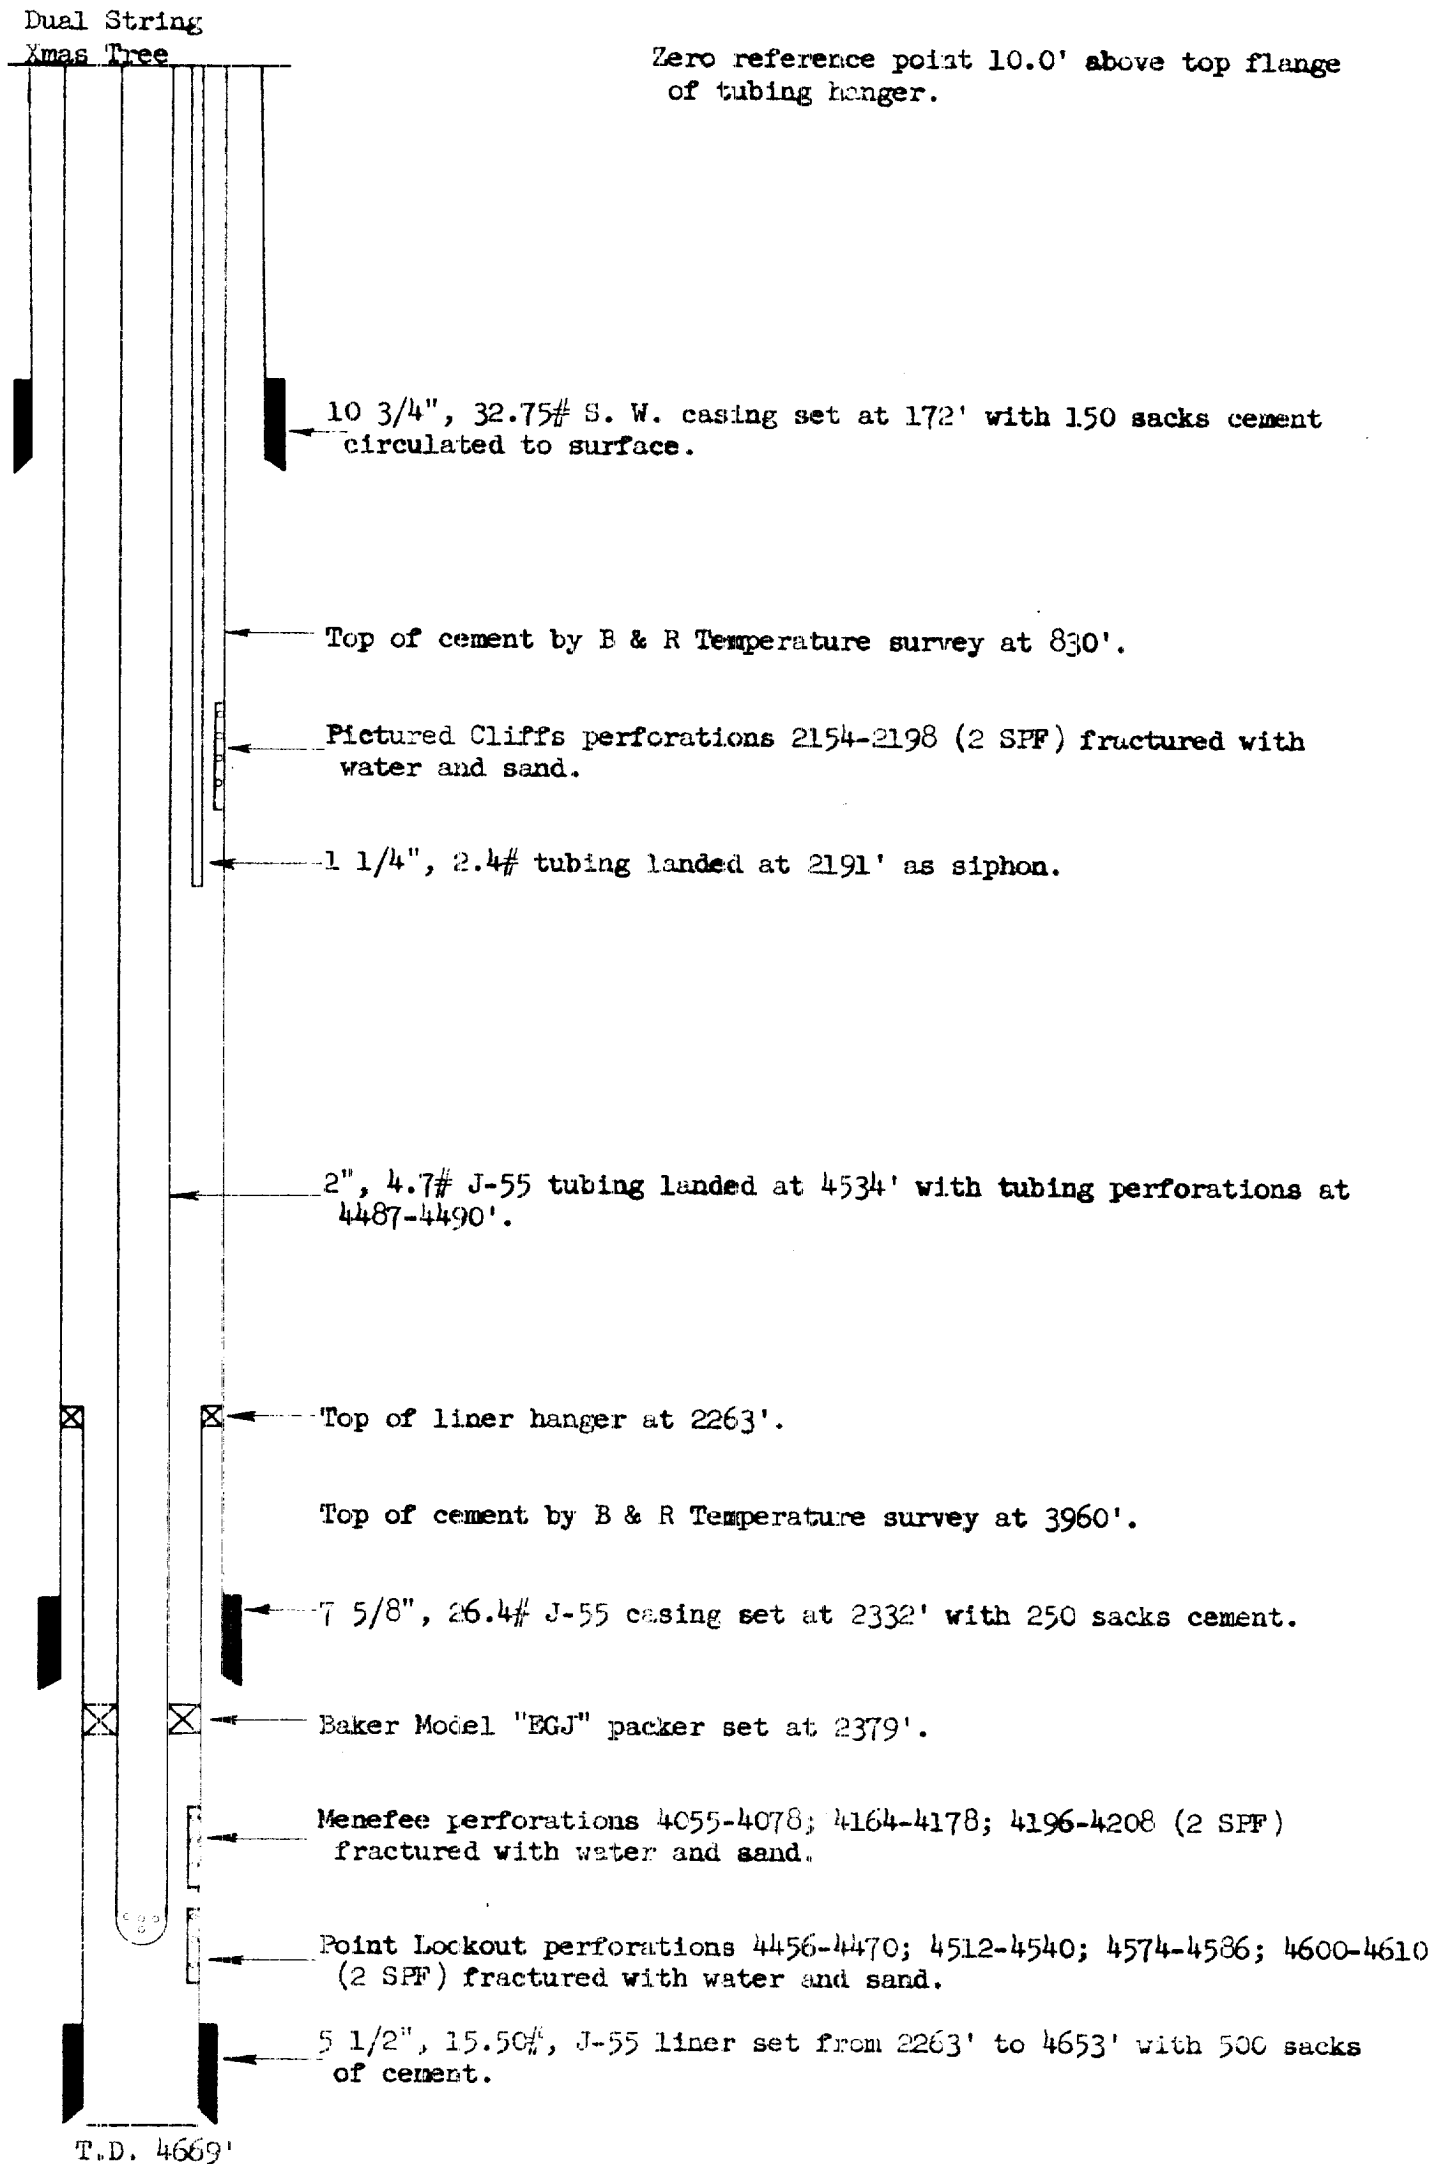 Dual String
Xmas Tree
Zero reference point 10.0' above top flange
of tubing hanger.
10 3/4", 32.75# S. W. casing set at 172' with 150 sacks cement
circulated to surface.
Top of cement by B & R Temperature survey at 830'.
Pictured Cliffs perforations 2154-2198 (2 SPF) fractured with
water and sand.
1 1/4", 2.4# tubing landed at 2191' as siphon.
2", 4.7# J-55 tubing landed at 4534' with tubing perforations at
4487-4490'.
Top of liner hanger at 2263'.
Top of cement by B & R Temperature survey at 3960'.
7 5/8", 26.4# J-55 casing set at 2332' with 250 sacks cement.
Baker Model "EGJ" packer set at 2379'.
Menefee perforations 4055-4078; 4164-4178; 4196-4208 (2 SPF)
fractured with water and sand.
Point Lockout perforations 4456-4470; 4512-4540; 4574-4586; 4600-4610
(2 SPF) fractured with water and sand.
5 1/2", 15.50#, J-55 liner set from 2263' to 4653' with 500 sacks
of cement.
T.D. 4669'